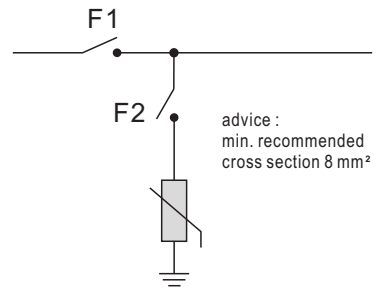 F1
F2
advice :
min. recommended
cross section 8 mm²